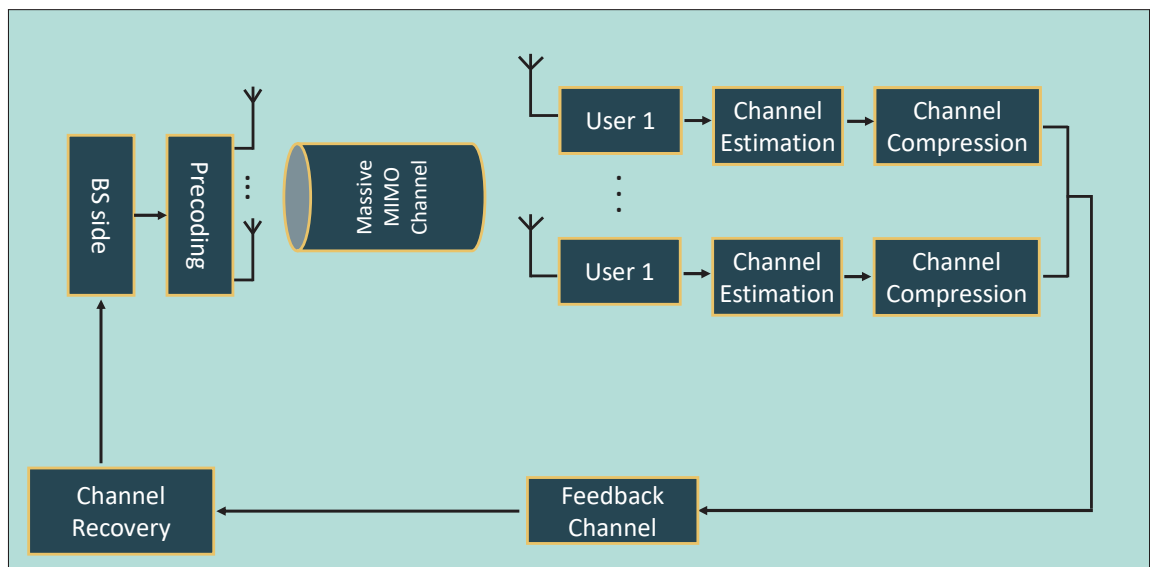 BS side
Precoding
...
Massive
MIMO
Channel
User 1
Channel
Estimation
Channel
Compression
...
User 1
Channel
Estimation
Channel
Compression
Channel
Recovery
Feedback
Channel